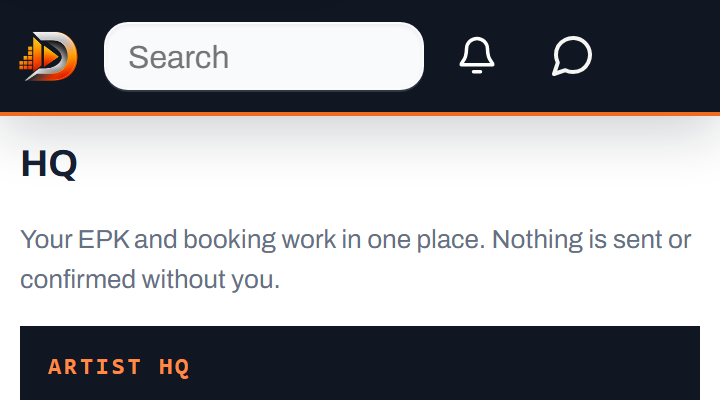 Search
HQ
Your EPK and booking work in one place. Nothing is sent or
confirmed without you.
ARTIST HQ